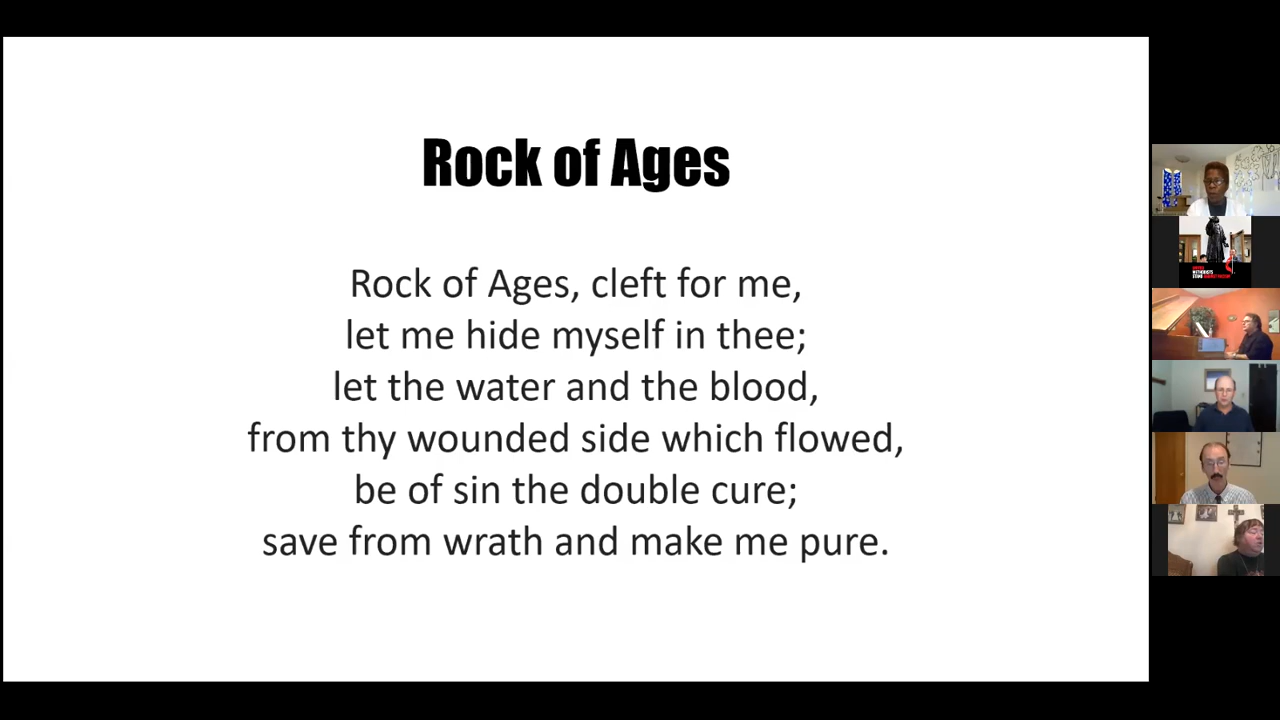 Rock of Ages
Rock of Ages, cleft for me,
let me hide myself in thee;
let the water and the blood,
from thy wounded side which flowed,
be of sin the double cure;
save from wrath and make me pure.